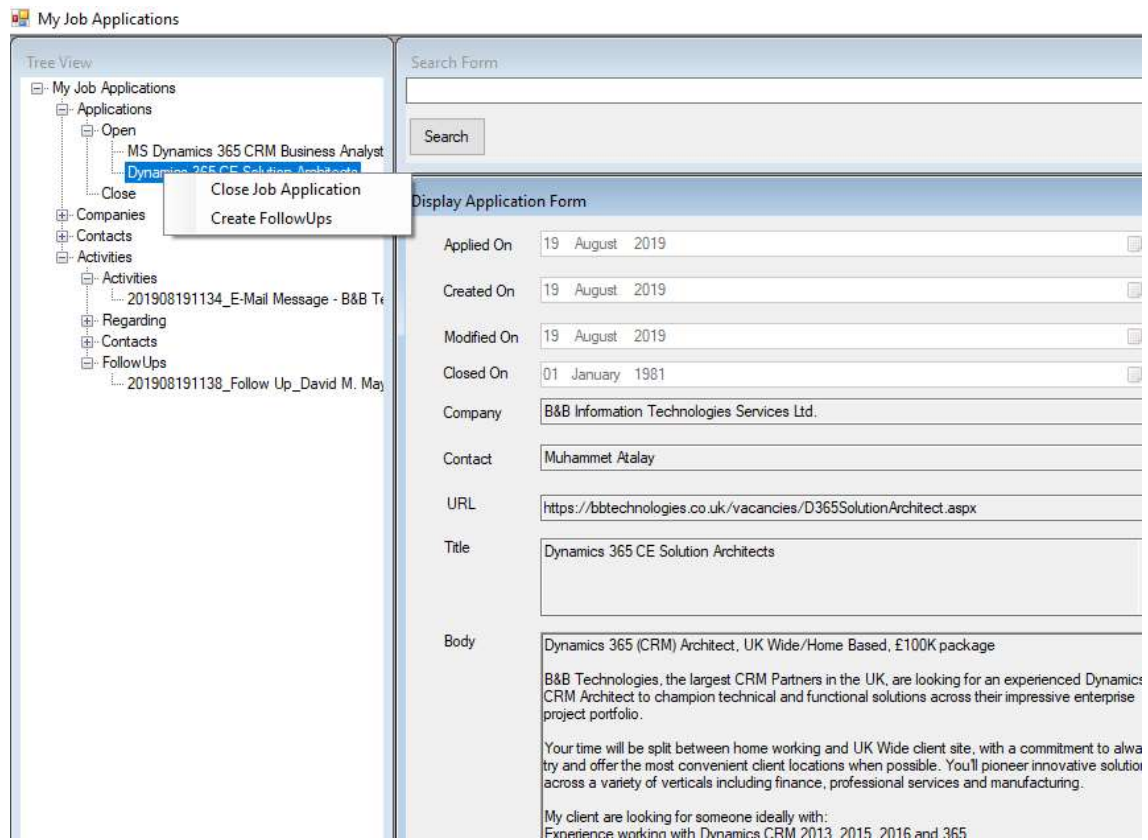 My Job Applications
Tree View
My Job Applications
Applications
Open
MS Dynamics 365 CRM Business Analyst
Dynamics 365 CE Solution Architects
Close
Companies
Contacts
Activities
Activities
201908191134_E-Mail Message - B&B Te
Regarding
Contacts
FollowUps
201908191138_Follow Up_David M. May
Close Job Application
Create FollowUps
Search Form
Search
Display Application Form
Applied On 19 August 2019
Created On 19 August 2019
Modified On 19 August 2019
Closed On 01 January 1981
Company B&B Information Technologies Services Ltd.
Contact Muhammet Atalay
URL https://bbtechnologies.co.uk/vacancies/D365SolutionArchitect.aspx
Title Dynamics 365 CE Solution Architects
Body Dynamics 365 (CRM) Architect, UK Wide/Home Based, £100K package
B&B Technologies, the largest CRM Partners in the UK, are looking for an experienced Dynamics
CRM Architect to champion technical and functional solutions across their impressive enterprise
project portfolio.
Your time will be split between home working and UK Wide client site, with a commitment to alwa
try and offer the most convenient client locations when possible. You'll pioneer innovative solution
across a variety of verticals including finance, professional services and manufacturing.
My client are looking for someone ideally with:
Experience working with Dynamics CRM 2013, 2015, 2016 and 365